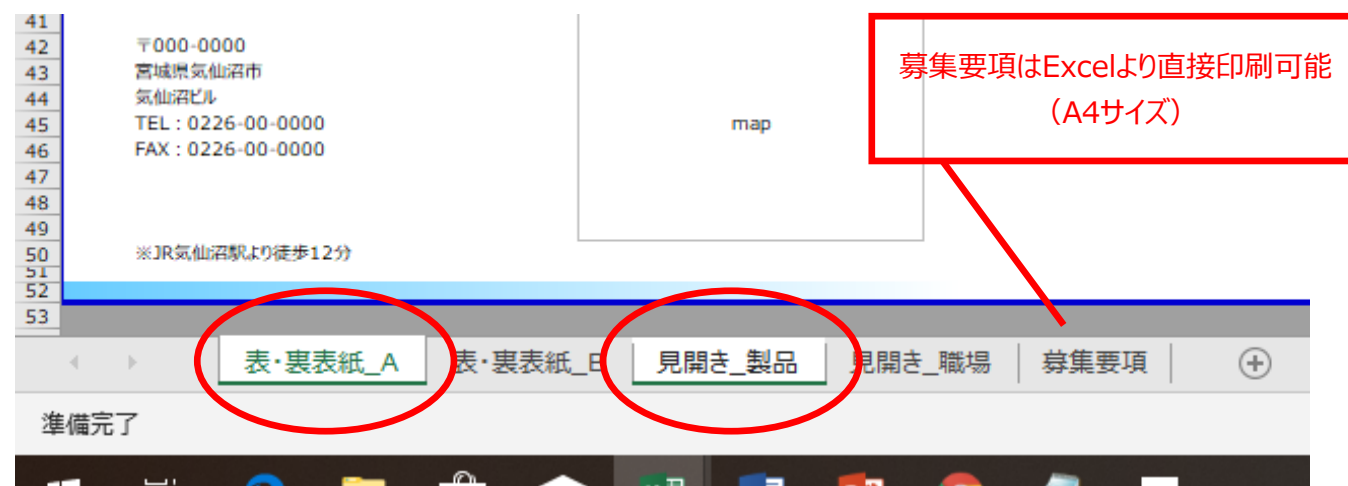 41
42 〒000-0000
43 宮城県気仙沼市
44 気仙沼ビル
45 TEL：0226-00-0000 map
46 FAX：0226-00-0000
47
48
49
50 ※JR気仙沼駅より徒歩12分
51
52
53
募集要項はExcelより直接印刷可能
（A4サイズ）
表・裏表紙_A 表・裏表紙_B 見開き_製品 見開き_職場 募集要項
準備完了